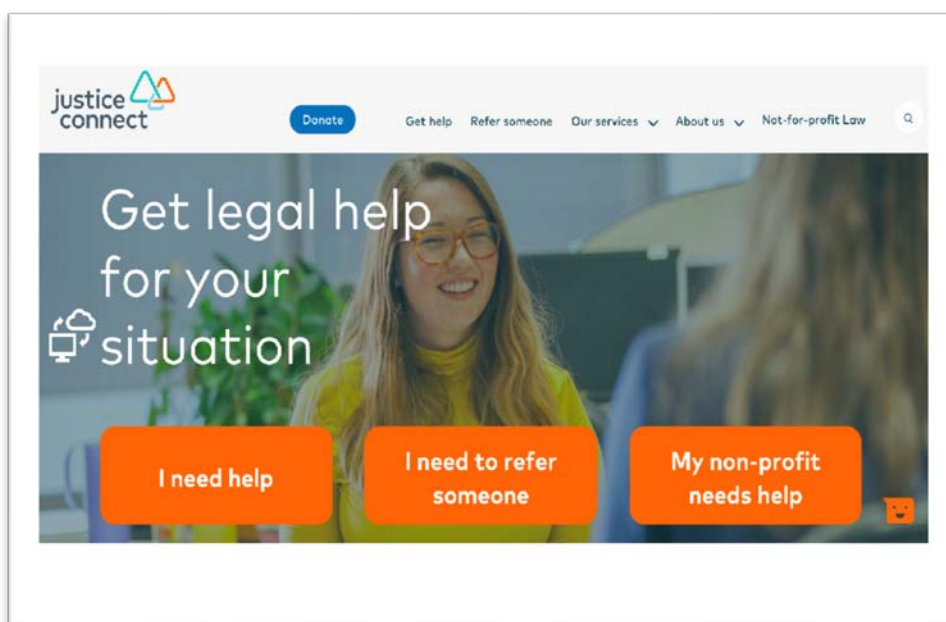 justice
connect
Donate
Get help
Refer someone
Our services
About us
Not-for-profit Law
Get legal help
for your
situation
I need help
I need to refer
someone
My non-profit
needs help